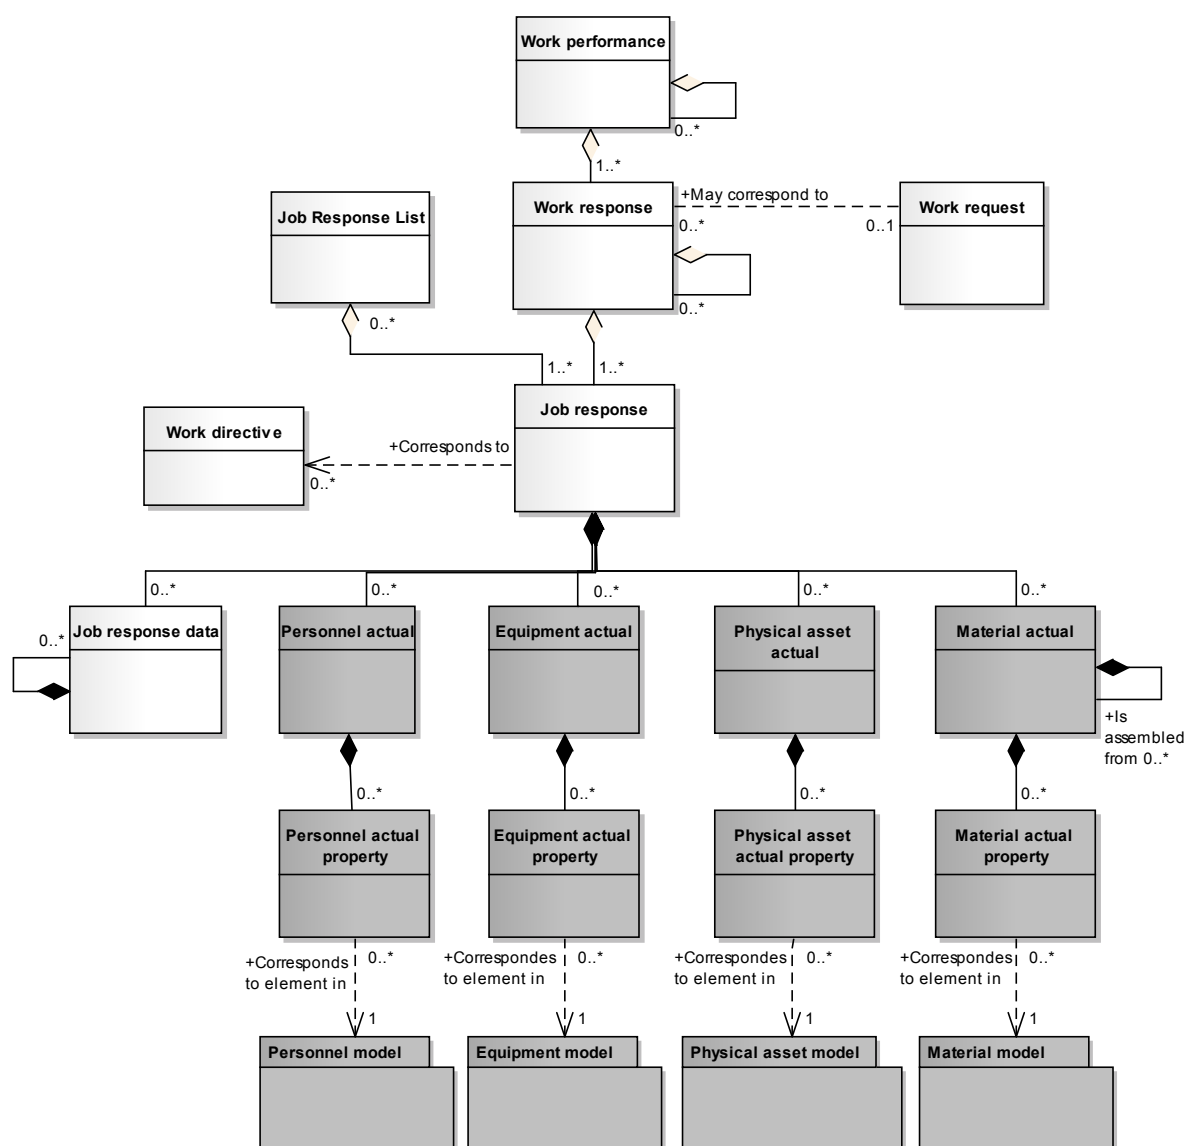 Work performance
0..*
1..*
Job Response List
Work response
+May correspond to
Work request
0..*
0..1
0..*
0..*
1..*
1..*
Job response
Work directive
+Corresponds to
0..*
0..*
0..*
0..*
0..*
0..*
0..*
Job response data
Personnel actual
Equipment actual
Physical asset
actual
Material actual
+Is
assembled
from 0..*
0..*
0..*
0..*
0..*
Personnel actual
property
Equipment actual
property
Physical asset
actual property
Material actual
property
+Corresponds
to element in
0..*
+Correspondes
to element in
0..*
+Correspondes
to element in
0..*
+Correspondes
to element in
0..*
1
1
1
1
Personnel model
Equipment model
Physical asset model
Material model